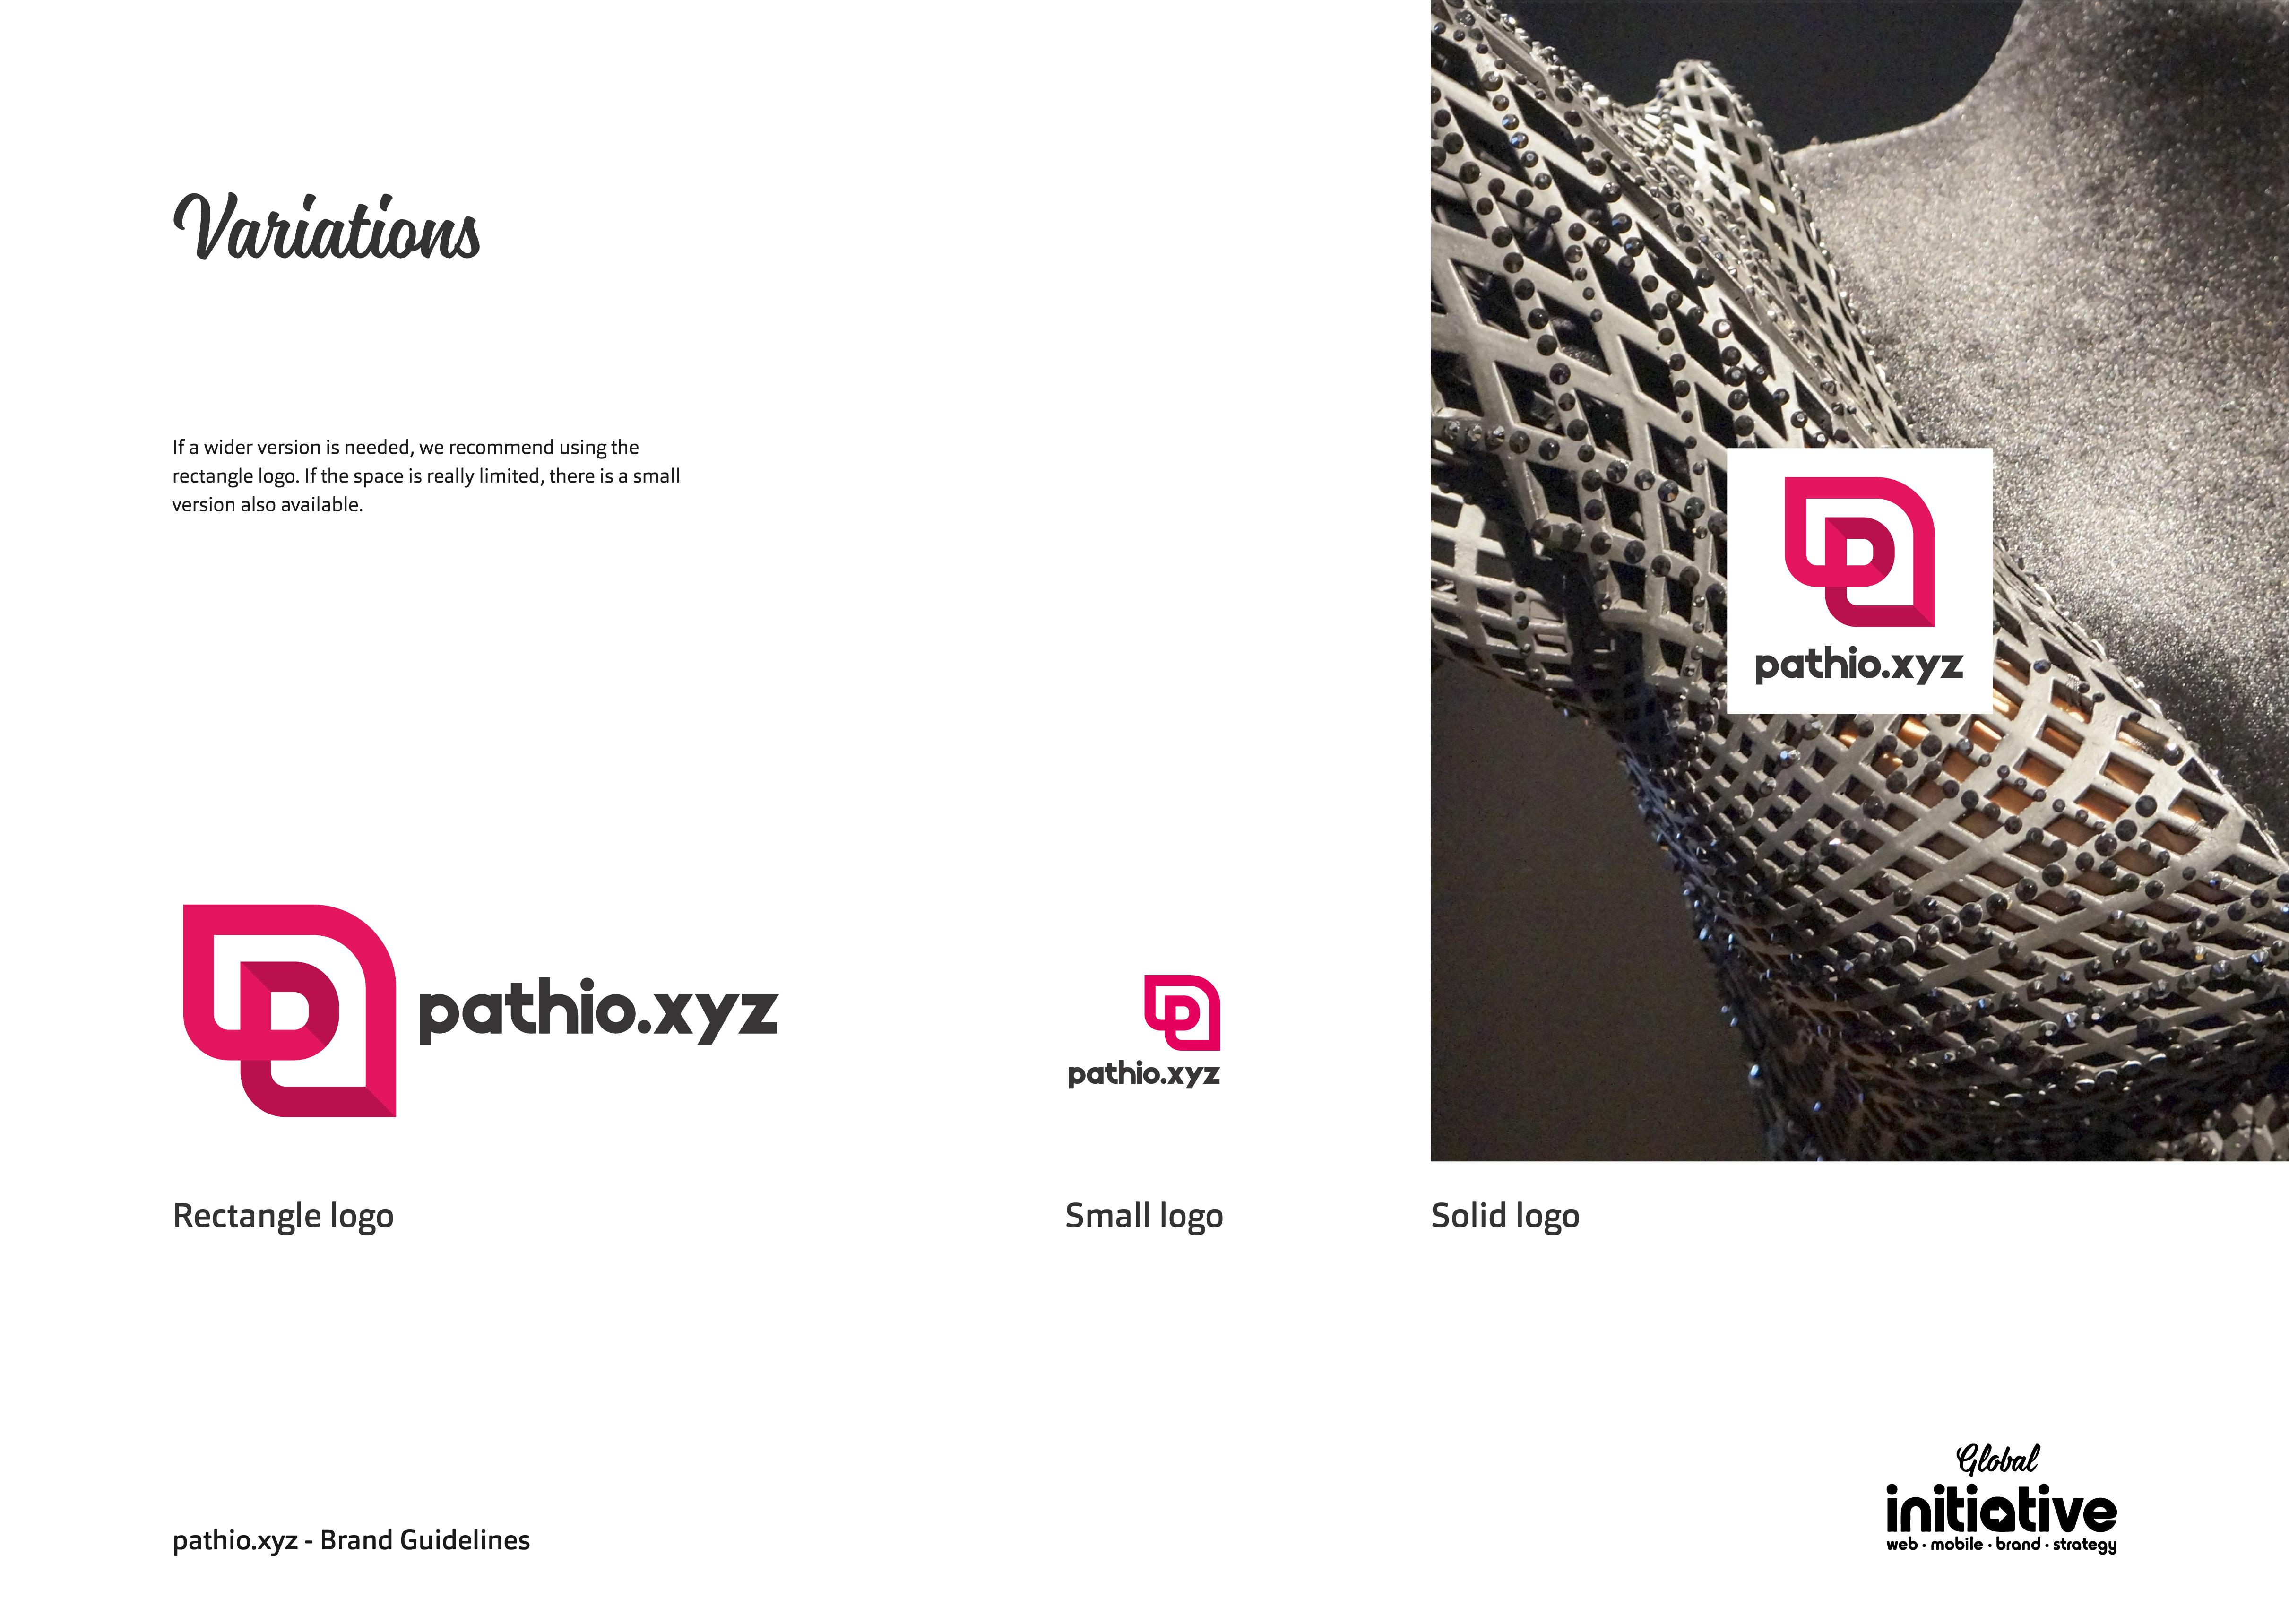 Variations
If a wider version is needed, we recommend using the
rectangle logo. If the space is really limited, there is a small
version also available.
pathio.xyz
pathio.xyz
pathio.xyz
Rectangle logo
Small logo
Solid logo
pathio.xyz - Brand Guidelines
Global
initiative
web · mobile · brand · strategy